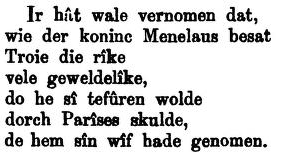 Ir hât wale vernomen dat,
wie der koninc Menelaus besat
Troie die rîke
vele geweldelîke,
do he sî tefûren wolde
dorch Parîses skulde,
de hem sîn wîf hade genomen.